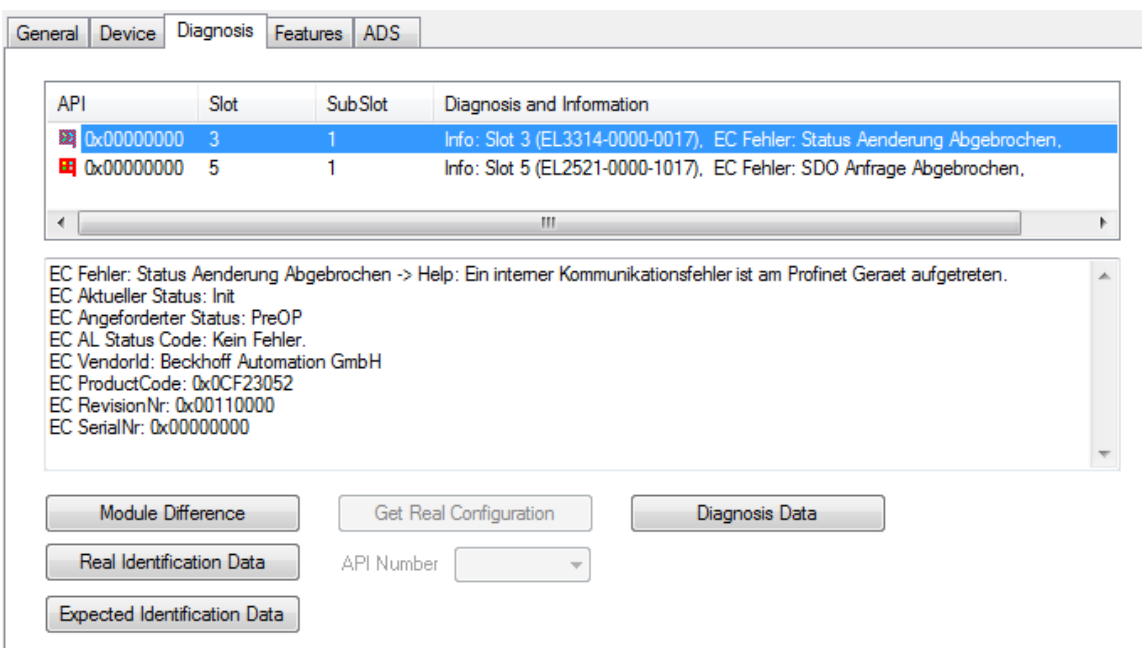 General Device Diagnosis Features ADS
API Slot SubSlot Diagnosis and Information
0x00000000 3 1 Info: Slot 3 (EL3314-0000-0017), EC Fehler: Status Aenderung Abgebrochen,
0x00000000 5 1 Info: Slot 5 (EL2521-0000-1017), EC Fehler: SDO Anfrage Abgebrochen,
EC Fehler: Status Aenderung Abgebrochen -> Help: Ein interner Kommunikationsfehler ist am Profinet Geraet aufgetreten.
EC Aktueller Status: Init
EC Angeforderter Status: PreOP
EC AL Status Code: Kein Fehler.
EC VendorId: Beckhoff Automation GmbH
EC ProductCode: 0x0CF23052
EC RevisionNr: 0x00110000
EC SerialNr: 0x00000000
Module Difference Get Real Configuration Diagnosis Data
Real Identification Data API Number
Expected Identification Data